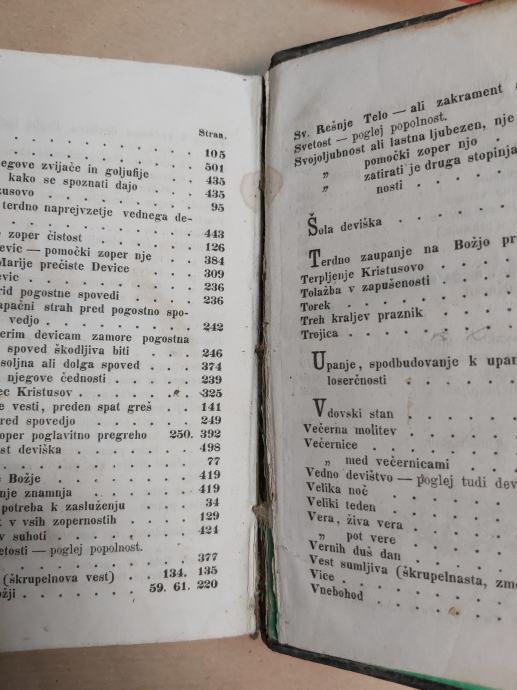 Stran.
105
egove zvijače in goljufije . . . 501
kako se spoznati dajo . . . 435
zusovo . . . 435
terdno naprejvzetje vednega de-
95
. . . 443
zoper čistost . . . 126
evic — pomočki zoper nje . . . 384
Marije prečiste Device . . . 309
evic . . . 236
rid pogostne spovedi . . . 236
apačni strah pred pogostno spo-
vedjo . . . 242
erim devicam zamore pogostna
spoved škodljiva biti . . . 246
soljna ali dolga spoved . . . 374
njegove čednosti . . . 239
ec Kristusov . . . 325
e vesti, preden spat greš . . . 141
red spovedjo . . . 249
oper poglavitno pregreho 250. 392
st deviška . . . 498
. . . 77
e Božje . . . 419
nje znamnja . . . 419
potreba k zasluženju . . . 34
t v vsih zopernostih . . . 129
v suhoti . . . 424
vetosti — poglej popolnost.
. . . 377
(škrupelnova vest) . . 134. 135
ožji . . . 59. 61. 220
Sv. Rešnje Telo — ali zakrament
Svetost — poglej popolnost.
Svojoljubnost ali lastna ljubezen, nje
„ pomočki zoper njo
„ zatirati je druga stopinja
nosti . . .
Šola deviška . . .
Terdno zaupanje na Božjo pr
Terpljenje Kristusovo . . .
Tolažba v zapušenosti . . .
Torek . . .
Treh kraljev praznik . . .
Trojica . . .
Upanje, spodbudovanje k upan
loserčnosti . . .
Vdovski stan . . .
Večerna molitev . . .
Večernice . . .
„ med večernicami . . .
Vedno devištvo — poglej tudi dev
Velika noč . . .
Veliki teden . . .
Vera, živa vera . . .
„ pot vere . . .
Vernih duš dan . . .
Vest sumljiva (škrupelnasta, zmo
Vice . . .
Vnebohod . . .